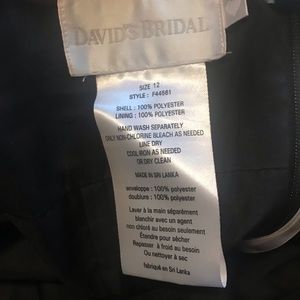 DAVID'S BRIDAL
SIZE 12
STYLE : F44561
SHELL : 100% POLYESTER
LINING : 100% POLYESTER
HAND WASH SEPARATELY
ONLY NON-CHLORINE BLEACH AS NEEDED
LINE DRY
COOL IRON AS NEEDED
OR DRY CLEAN
MADE IN SRI LANKA
enveloppe : 100% polyester
doublure : 100% polyester
Laver à la main séparément
blanchir avec un agent
non chloré au besoin seulement
Étendre pour sécher
Repasser à froid au besoin
Ou nettoyer à sec
fabriqué en Sri Lanka